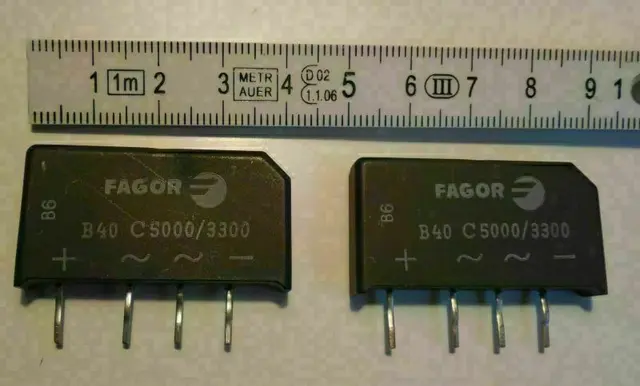 1 1m 2 3 METR AUER 4 D 02 1.1.06 5 6 III 7 8 9 1
FAGOR
B6
B40 C5000/3300
+ ~ ~ −
FAGOR
B6
B40 C5000/3300
+ ~ ~ −